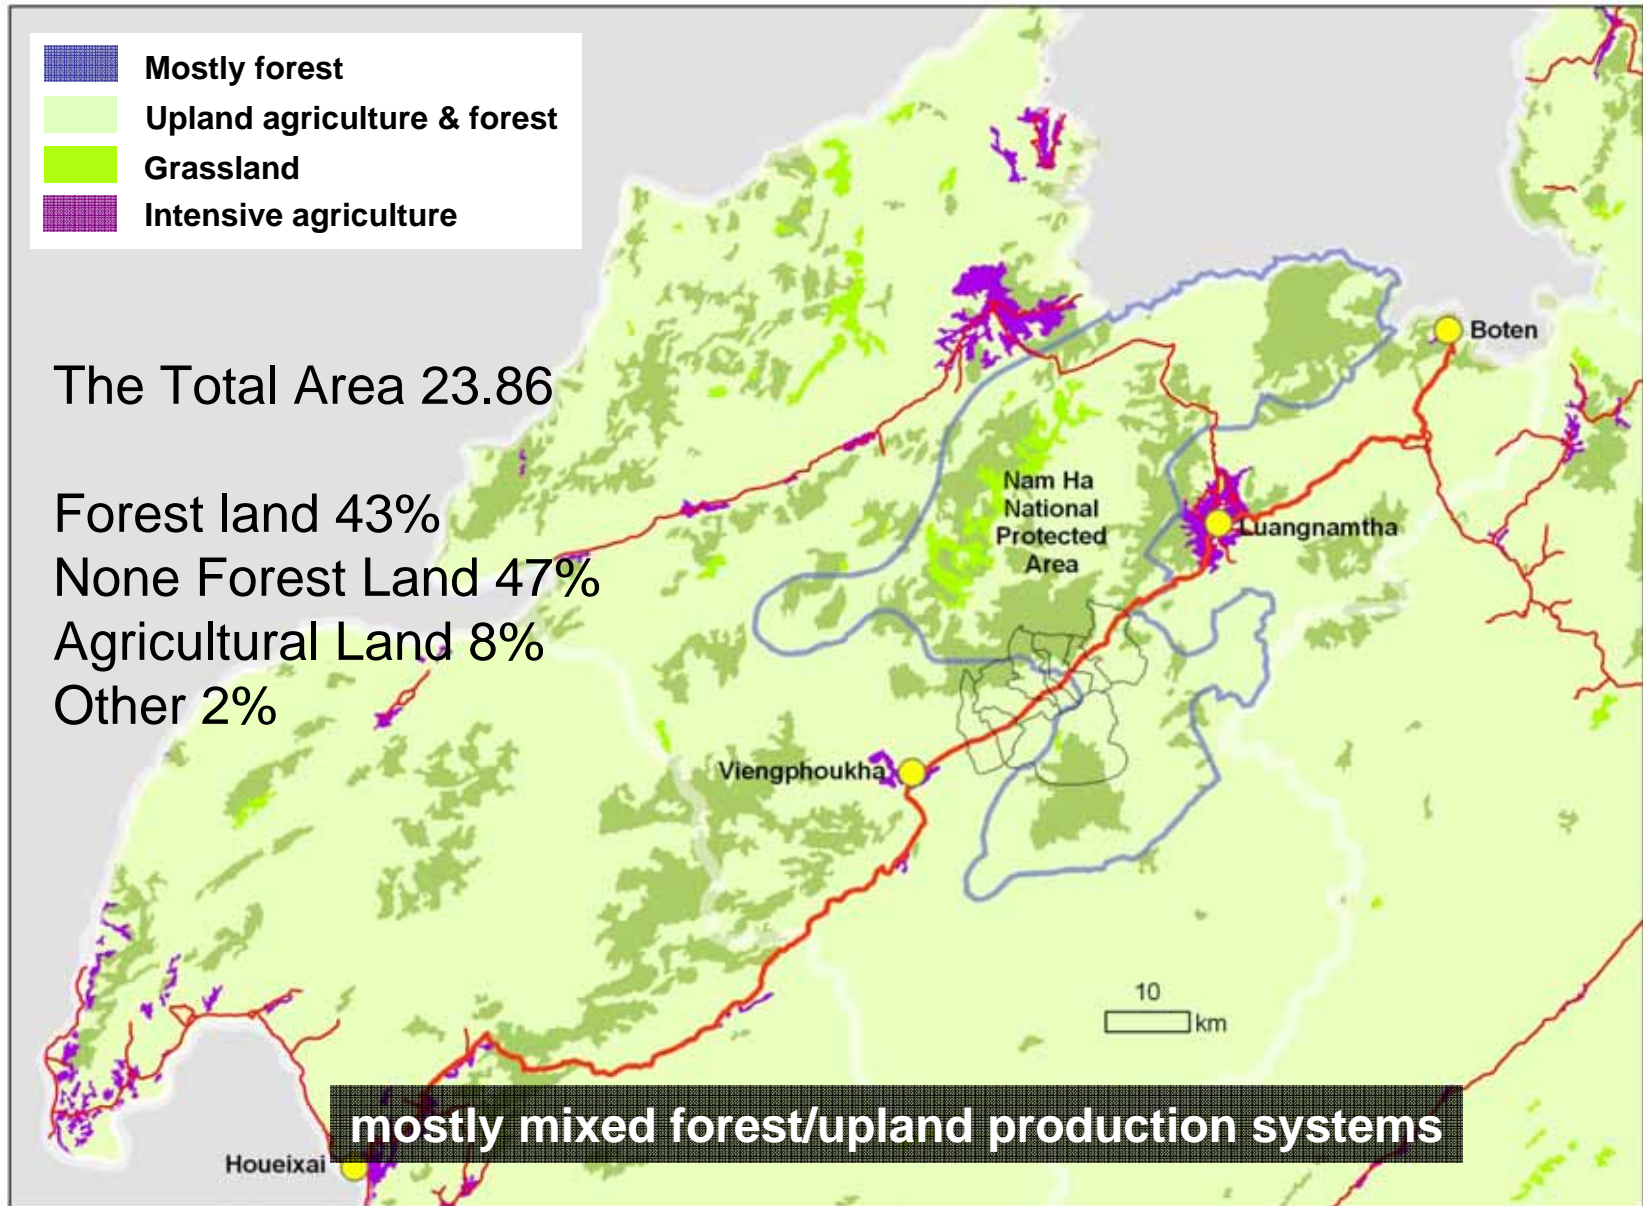 Mostly forest
Upland agriculture & forest
Grassland
Intensive agriculture
The Total Area 23.86
Forest land 43%
None Forest Land 47%
Agricultural Land 8%
Other 2%
Boten
Nam Ha
National
Protected
Area
Luangnamtha
Viengphoukha
10
km
mostly mixed forest/upland production systems
Houeixai